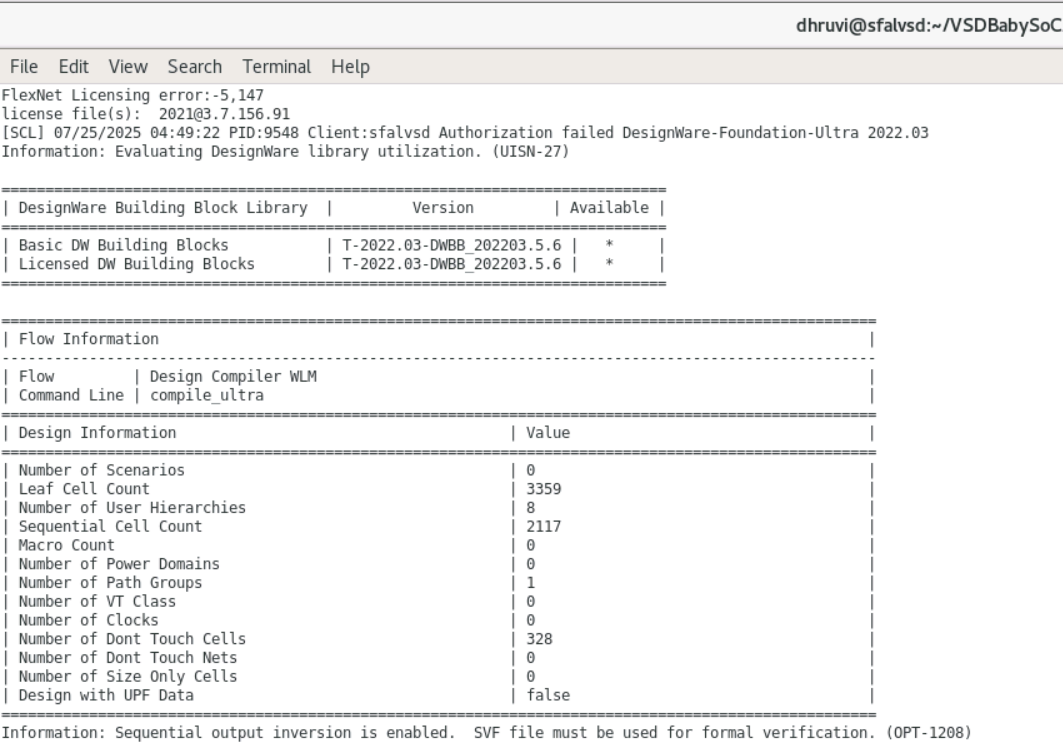 dhruvi@sfalvsd:~/VSDBabySoC
File Edit View Search Terminal Help
FlexNet Licensing error:-5,147
license file(s):  2021@3.7.156.91
[SCL] 07/25/2025 04:49:22 PID:9548 Client:sfalvsd Authorization failed DesignWare-Foundation-Ultra 2022.03
Information: Evaluating DesignWare library utilization. (UISN-27)
============================================================================
| DesignWare Building Block Library  |         Version         | Available |
============================================================================
| Basic DW Building Blocks           | T-2022.03-DWBB_202203.5.6 |   *     |
| Licensed DW Building Blocks        | T-2022.03-DWBB_202203.5.6 |   *     |
============================================================================
====================================================================================================
| Flow Information                                                                                 |
----------------------------------------------------------------------------------------------------
| Flow         | Design Compiler WLM                                                               |
| Command Line | compile_ultra                                                                     |
====================================================================================================
| Design Information                                      | Value                                  |
====================================================================================================
| Number of Scenarios                                     | 0                                      |
| Leaf Cell Count                                         | 3359                                   |
| Number of User Hierarchies                              | 8                                      |
| Sequential Cell Count                                   | 2117                                   |
| Macro Count                                             | 0                                      |
| Number of Power Domains                                 | 0                                      |
| Number of Path Groups                                   | 1                                      |
| Number of VT Class                                      | 0                                      |
| Number of Clocks                                        | 0                                      |
| Number of Dont Touch Cells                              | 328                                    |
| Number of Dont Touch Nets                               | 0                                      |
| Number of Size Only Cells                               | 0                                      |
| Design with UPF Data                                    | false                                  |
====================================================================================================
Information: Sequential output inversion is enabled.  SVF file must be used for formal verification. (OPT-1208)